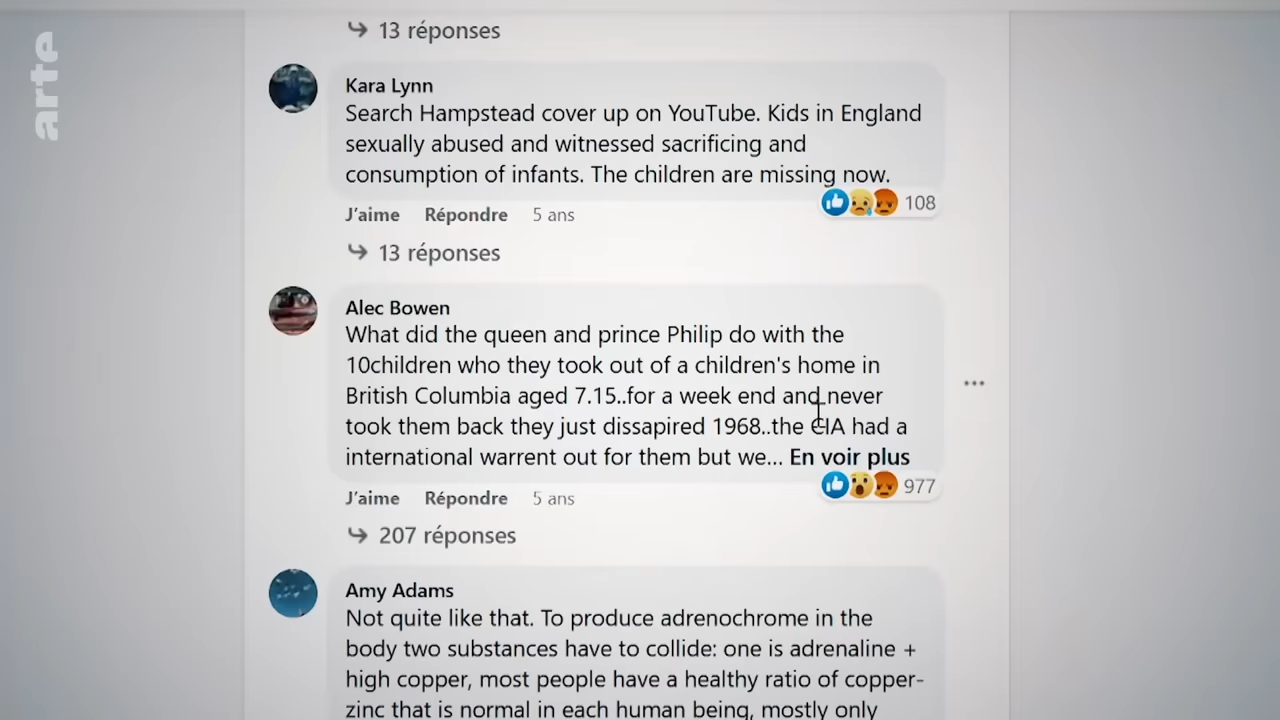 arte
13 réponses
Kara Lynn
Search Hampstead cover up on YouTube. Kids in England
sexually abused and witnessed sacrificing and
consumption of infants. The children are missing now.
108
J'aime Répondre 5 ans
13 réponses
Alec Bowen
What did the queen and prince Philip do with the
10children who they took out of a children's home in
British Columbia aged 7.15..for a week end and never
took them back they just dissapired 1968..the CIA had a
international warrent out for them but we... En voir plus
977
J'aime Répondre 5 ans
207 réponses
Amy Adams
Not quite like that. To produce adrenochrome in the
body two substances have to collide: one is adrenaline +
high copper, most people have a healthy ratio of copper-
zinc that is normal in each human being, mostly only